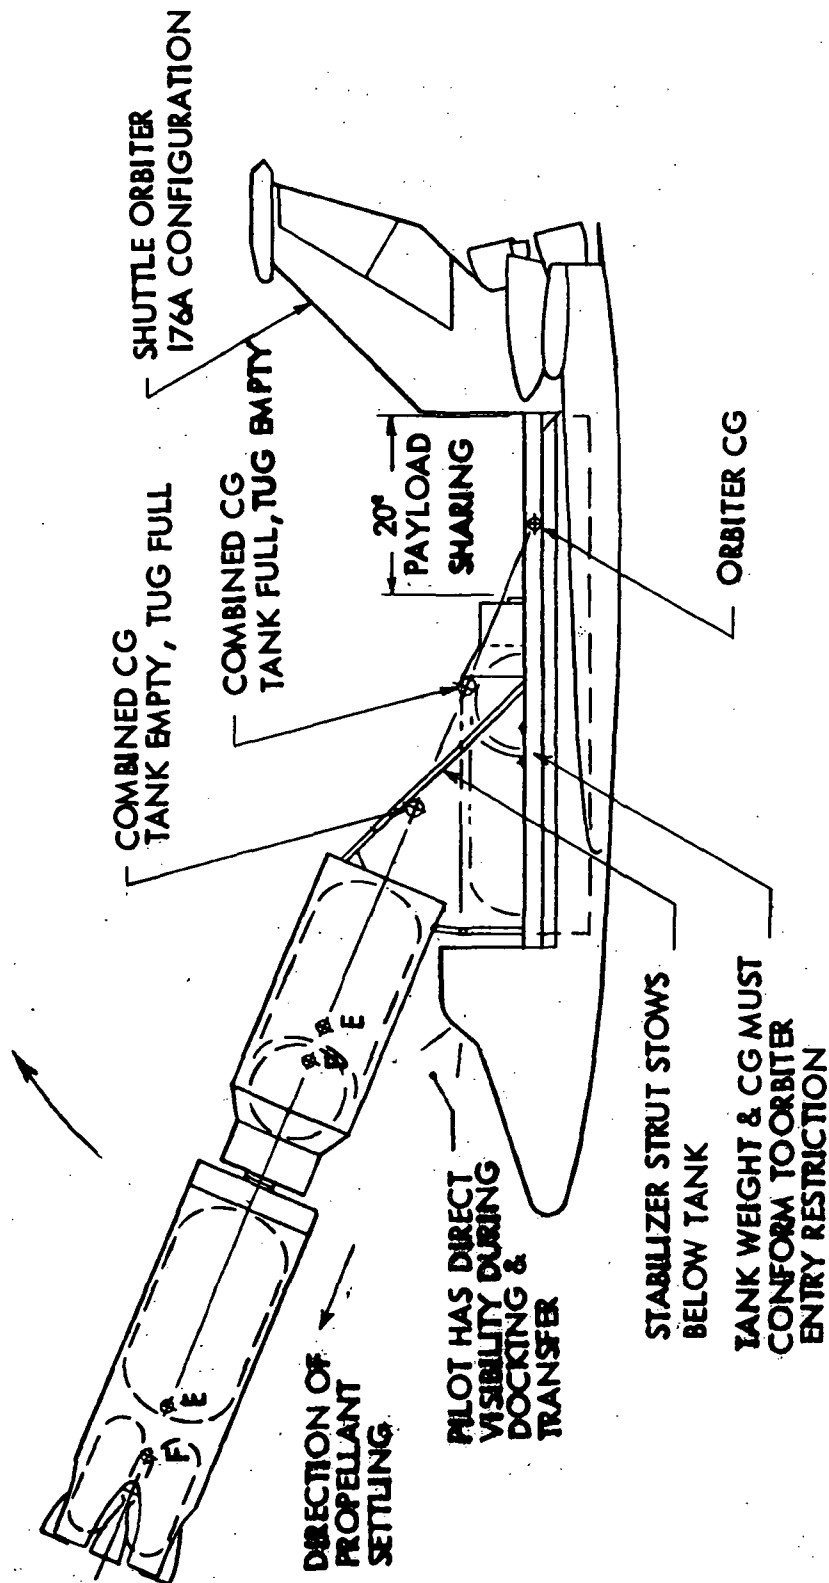 SHUTTLE ORBITER
176A CONFIGURATION
COMBINED CG
TANK EMPTY, TUG FULL
COMBINED CG
TANK FULL, TUG EMPTY
20°
PAYLOAD
SHARING
ORBITER CG
E
E
F
DIRECTION OF
PROPELLANT
SETTLING
PILOT HAS DIRECT
VISIBILITY DURING
DOCKING &
TRANSFER
STABILIZER STRUT STOWS
BELOW TANK
TANK WEIGHT & CG MUST
CONFORM TO ORBITER
ENTRY RESTRICTION